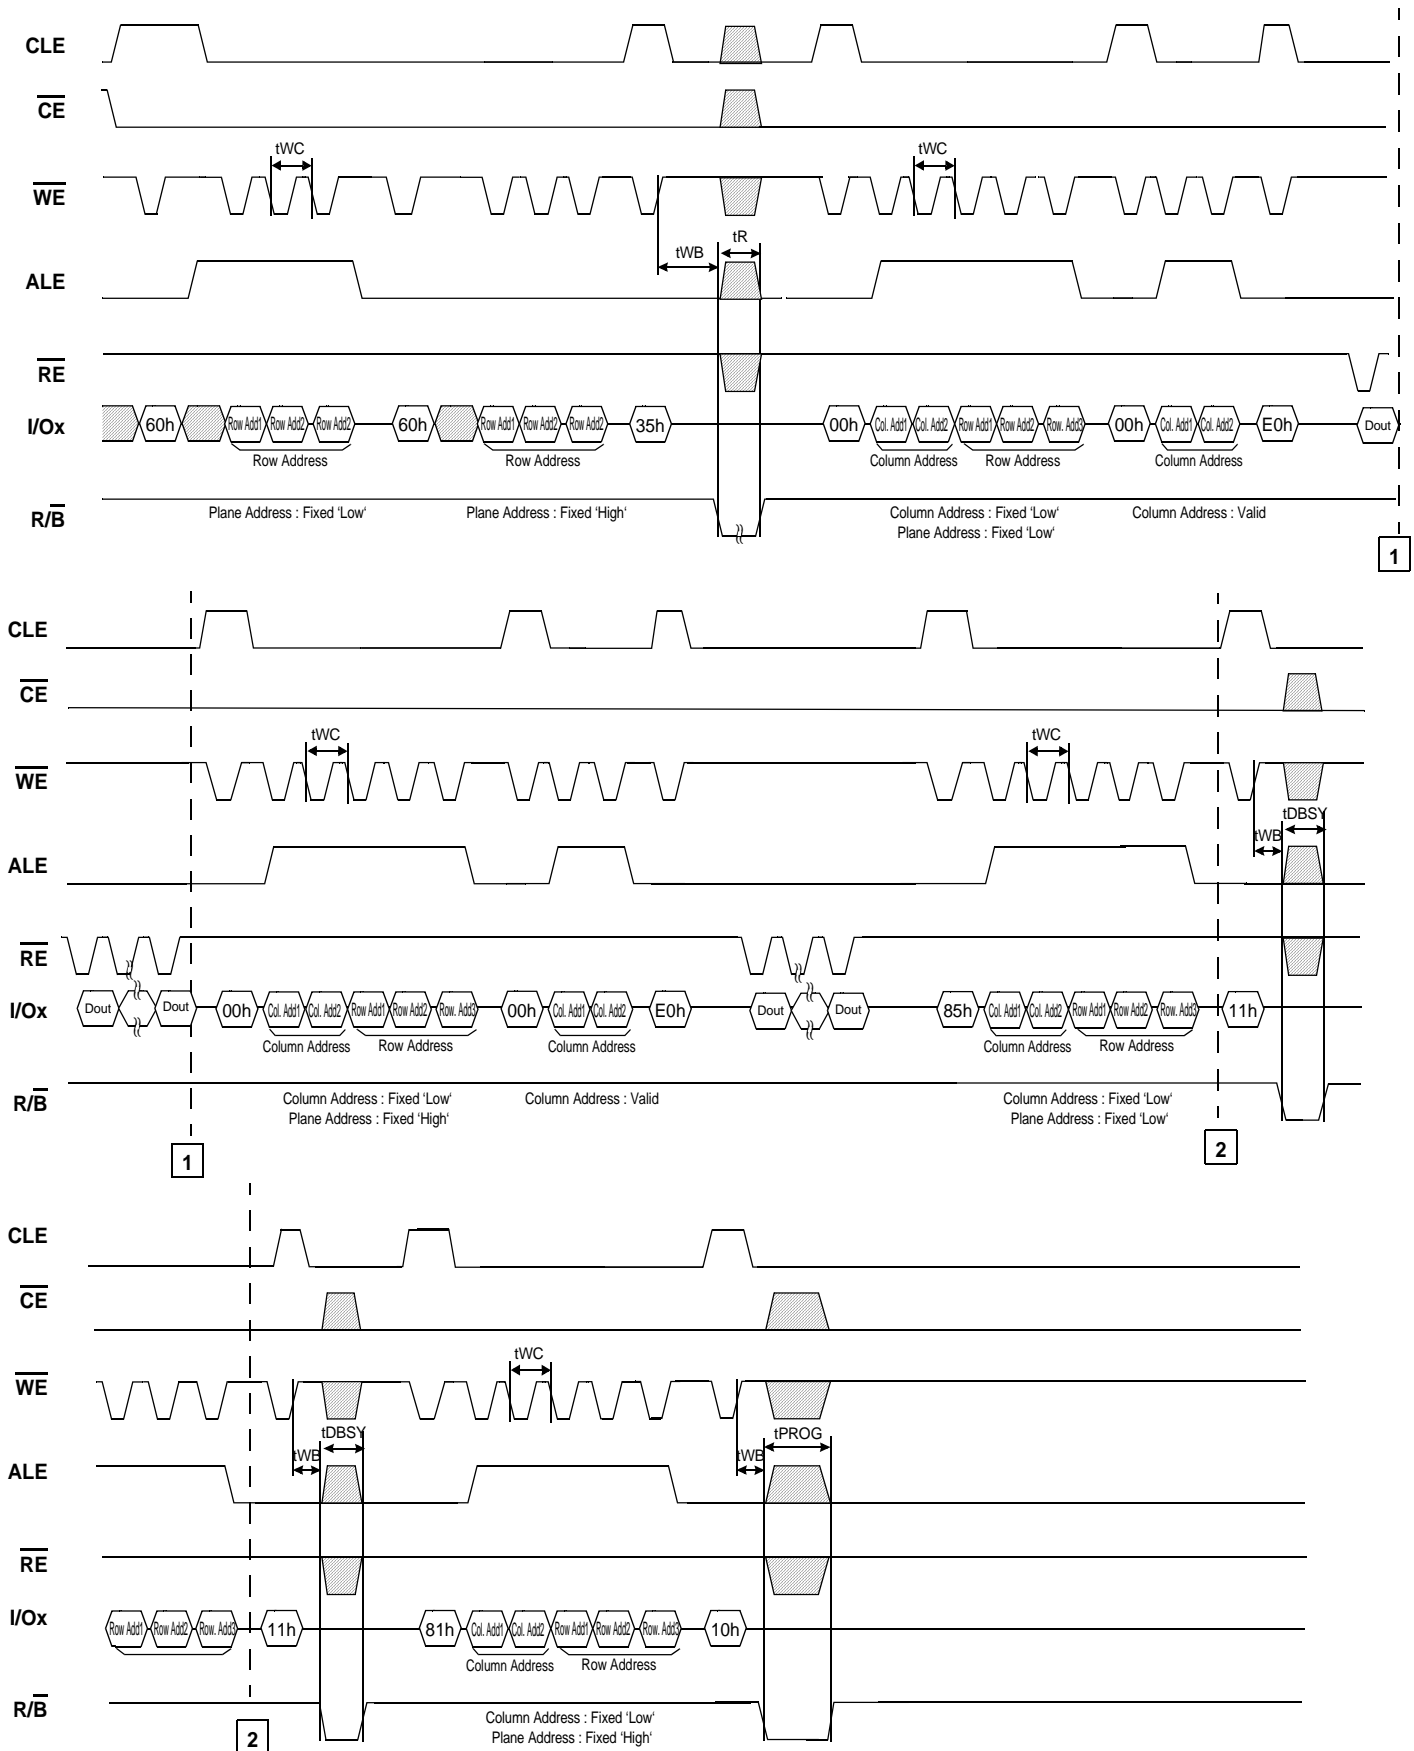 CLE
CE
tWC
tWC
WE
tWB
tR
ALE
RE
I/Ox
60h Row Add1 Row Add2 Row Add2 60h Row Add1 Row Add2 Row Add2 35h 00h Col. Add1 Col. Add2 Row Add1 Row Add2 Row. Add3 00h Col. Add1 Col. Add2 E0h Dout
Row Address Row Address Column Address Row Address Column Address
R/B
Plane Address : Fixed ‘Low‘ Plane Address : Fixed ‘High‘ Column Address : Fixed ‘Low‘ Column Address : Valid
Plane Address : Fixed ‘Low‘
1
CLE
CE
tWC
tWC
WE
tDBSY
tWB
ALE
RE
I/Ox
Dout Dout 00h Col. Add1 Col. Add2 Row Add1 Row Add2 Row. Add3 00h Col. Add1 Col. Add2 E0h Dout Dout 85h Col. Add1 Col. Add2 Row Add1 Row Add2 Row. Add3 11h
Column Address Row Address Column Address Column Address Row Address
R/B
Column Address : Fixed ‘Low‘ Column Address : Valid Column Address : Fixed ‘Low‘
Plane Address : Fixed ‘High‘ Plane Address : Fixed ‘Low‘
1
2
CLE
CE
tWC
WE
tDBSY
tPROG
tWB
tWB
ALE
RE
I/Ox
Row Add1 Row Add2 Row. Add3 11h 81h Col. Add1 Col. Add2 Row Add1 Row Add2 Row. Add3 10h
Column Address Row Address
R/B
Column Address : Fixed ‘Low‘
Plane Address : Fixed ‘High‘
2